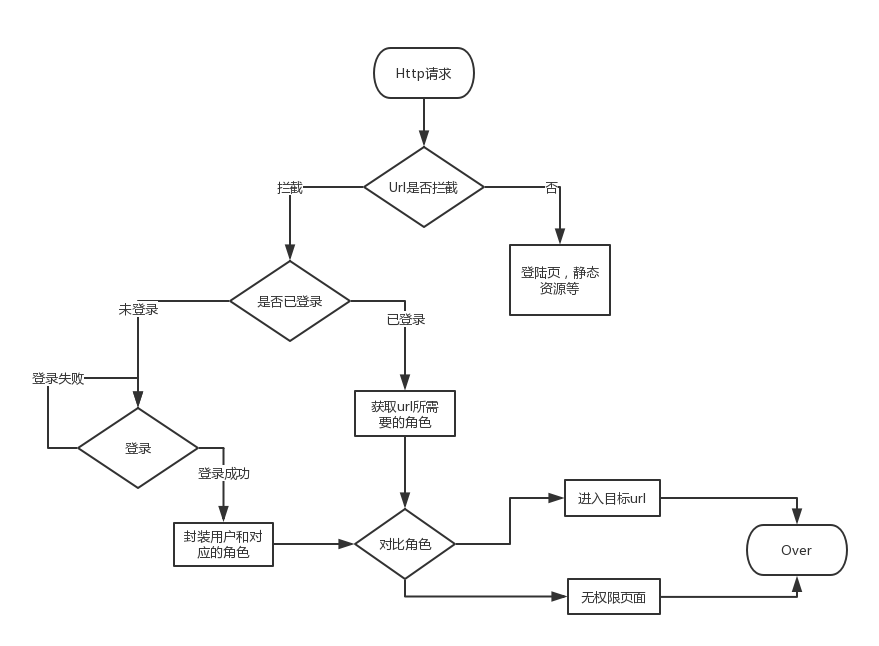 Http请求
Url是否拦截
拦截
否
登陆页，静态
资源等
是否已登录
未登录
已登录
登录失败
获取url所需
要的角色
登录
登录成功
进入目标url
封装用户和对
应的角色
对比角色
Over
无权限页面